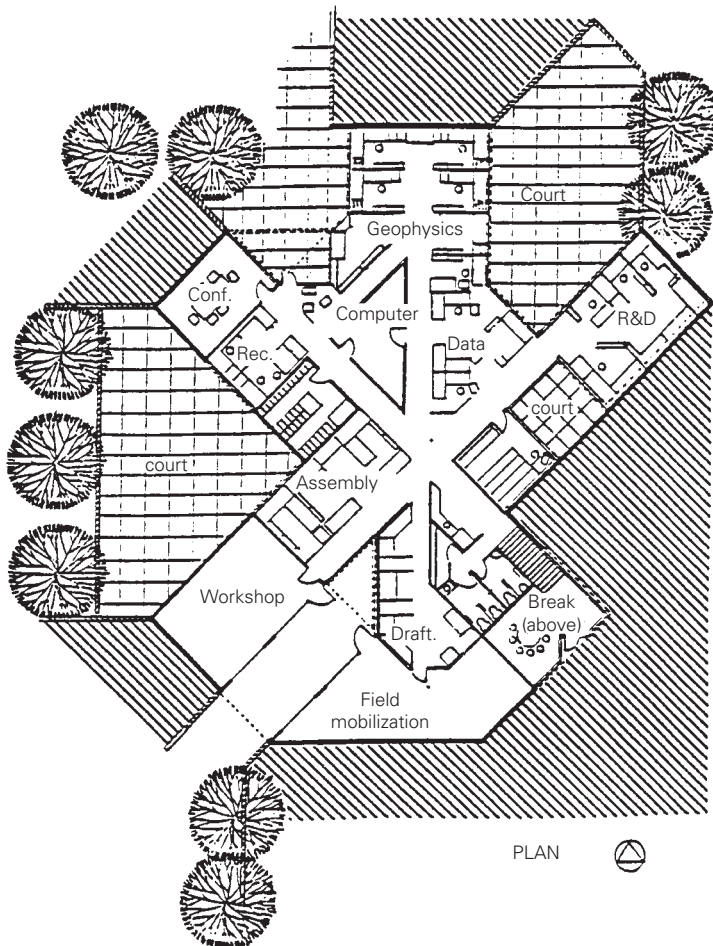 Court
Geophysics
Conf.
Computer
R&D
Rec.
Data
court
court
Assembly
Workshop
Break
(above)
Draft.
Field
mobilization
PLAN